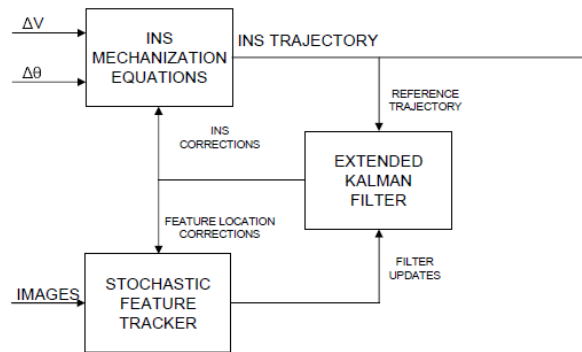 ΔV
Δθ
INS
MECHANIZATION
EQUATIONS
INS TRAJECTORY
REFERENCE
TRAJECTORY
INS
CORRECTIONS
EXTENDED
KALMAN
FILTER
FEATURE LOCATION
CORRECTIONS
FILTER
UPDATES
IMAGES
STOCHASTIC
FEATURE
TRACKER